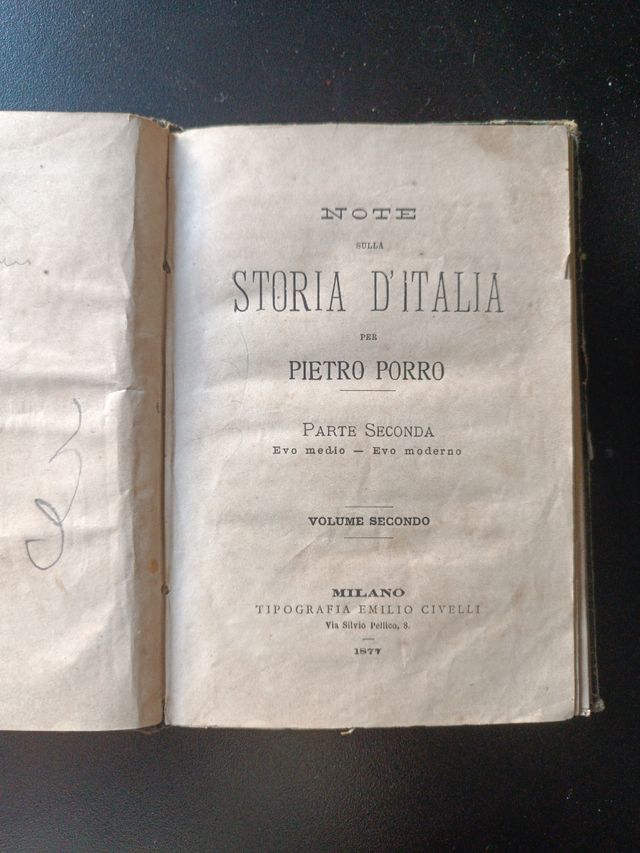 NOTE
SULLA
STORIA D'ITALIA
PER
PIETRO PORRO
PARTE SECONDA
Evo medio — Evo moderno
VOLUME SECONDO
MILANO
TIPOGRAFIA EMILIO CIVELLI
Via Silvio Pellico, 8.
1877